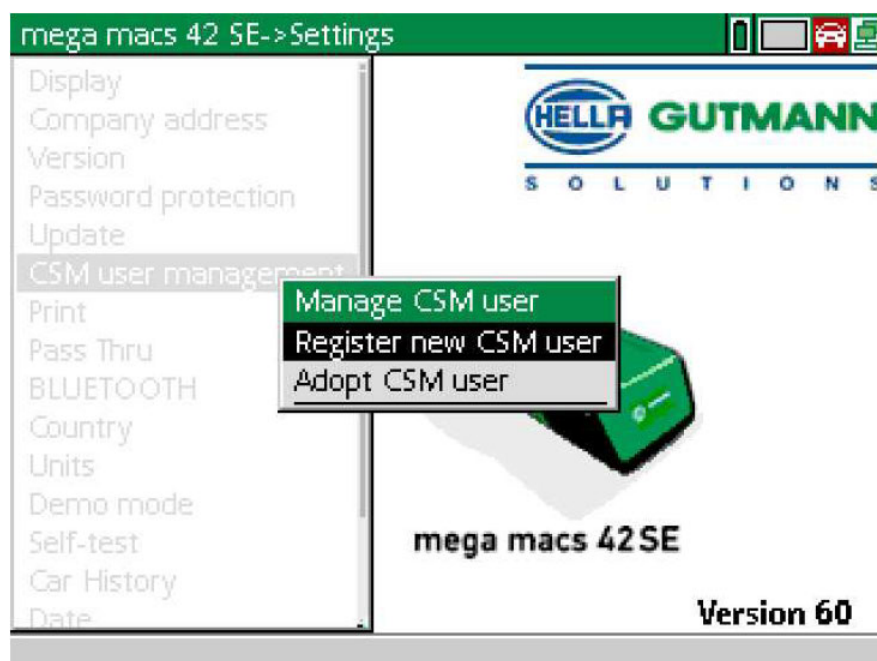 mega macs 42 SE->Settings
Display
Company address
Version
Password protection
Update
CSM user management
Print
Pass Thru
BLUETOOTH
Country
Units
Demo mode
Self-test
Car History
Date
Manage CSM user
Register new CSM user
Adopt CSM user
HELLA GUTMANN
SOLUTIONS
mega macs 42SE
Version 60